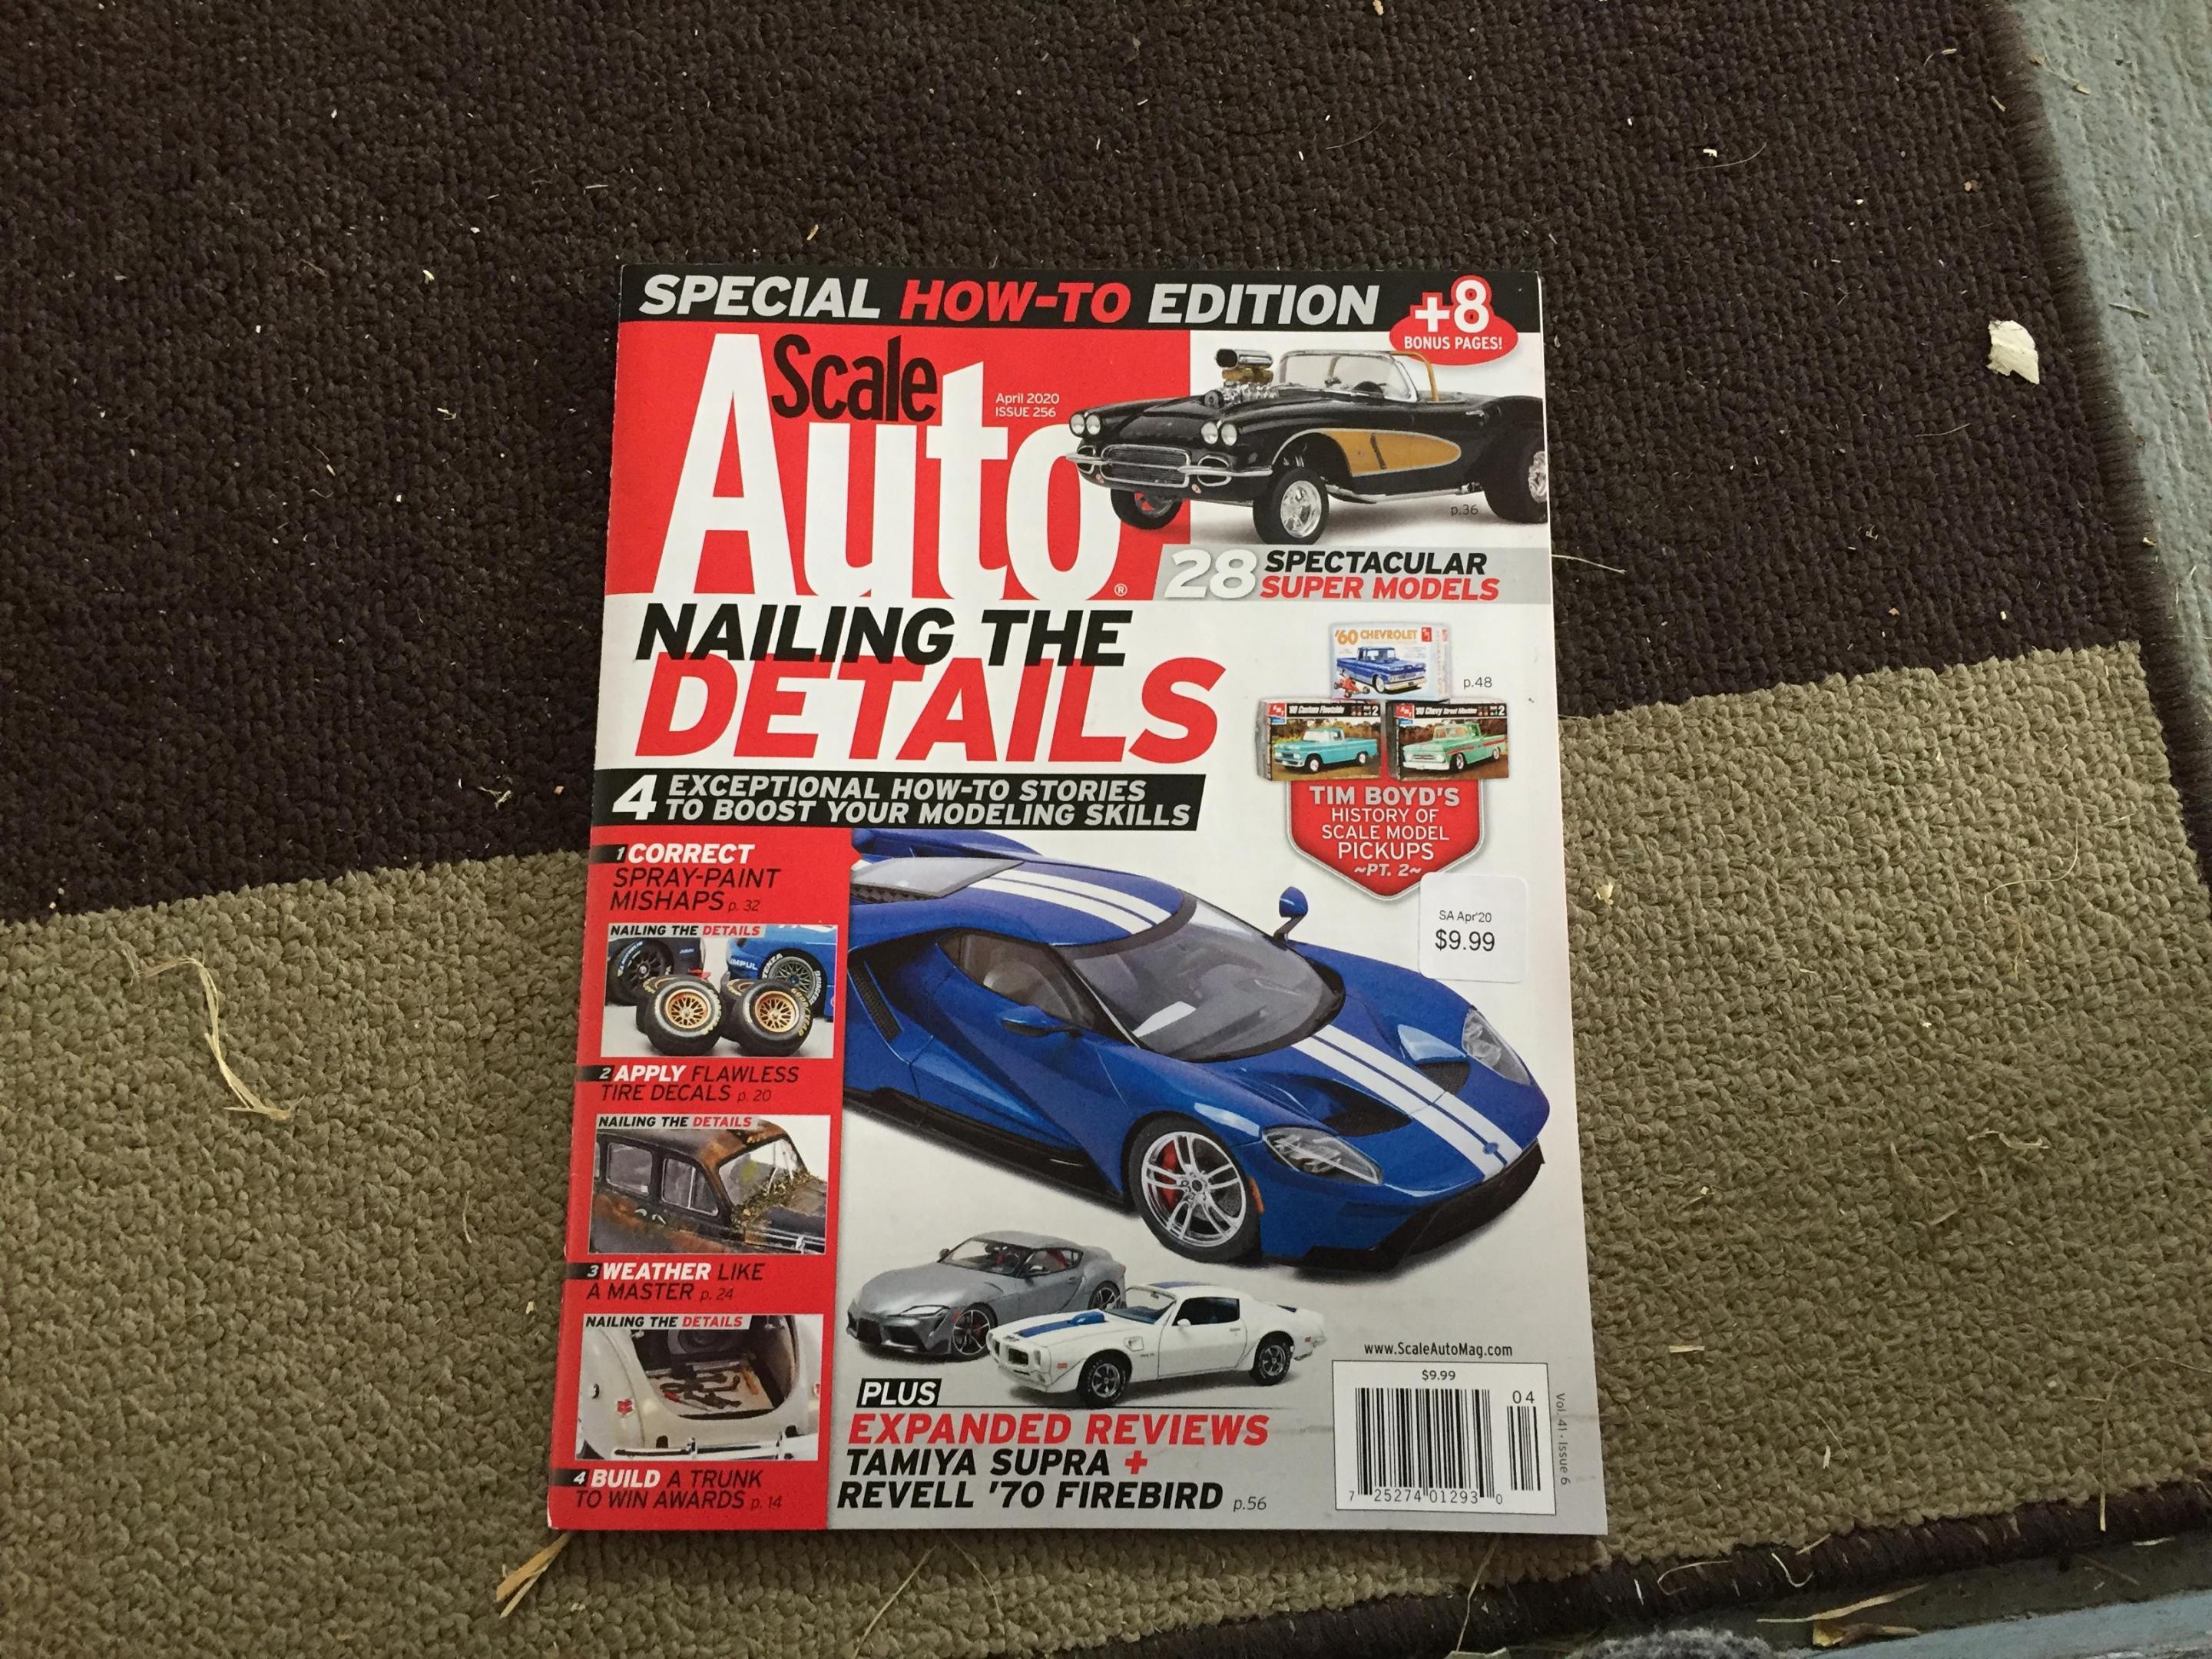 SPECIAL HOW-TO EDITION
+8
BONUS PAGES!
Scale
Auto®
April 2020
ISSUE 256
p.36
28 SPECTACULAR
SUPER MODELS
NAILING THE
DETAILS
4 EXCEPTIONAL HOW-TO STORIES
TO BOOST YOUR MODELING SKILLS
'60 CHEVROLET
p.48
TIM BOYD'S
HISTORY OF
SCALE MODEL
PICKUPS
~PT. 2~
SA Apr'20
$9.99
1 CORRECT
SPRAY-PAINT
MISHAPS p. 32
NAILING THE DETAILS
2 APPLY FLAWLESS
TIRE DECALS p. 20
NAILING THE DETAILS
3 WEATHER LIKE
A MASTER p. 24
NAILING THE DETAILS
4 BUILD A TRUNK
TO WIN AWARDS p. 14
PLUS
EXPANDED REVIEWS
TAMIYA SUPRA +
REVELL '70 FIREBIRD p.56
www.ScaleAutoMag.com
$9.99
04
7 25274 01293 0
Vol. 41 • Issue 6